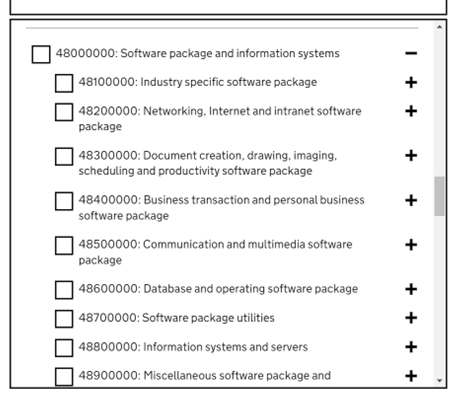 48000000: Software package and information systems
48100000: Industry specific software package
48200000: Networking, Internet and intranet software
package
48300000: Document creation, drawing, imaging,
scheduling and productivity software package
48400000: Business transaction and personal business
software package
48500000: Communication and multimedia software
package
48600000: Database and operating software package
48700000: Software package utilities
48800000: Information systems and servers
48900000: Miscellaneous software package and